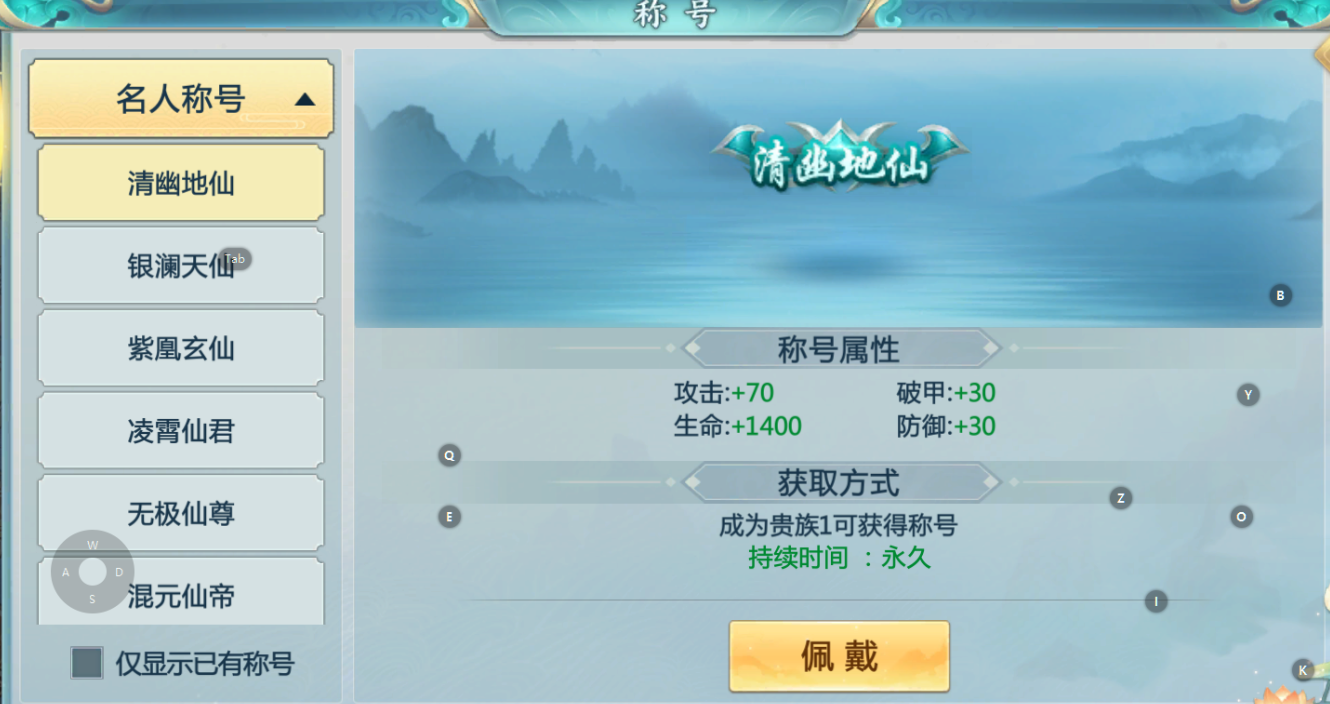 称号
名人称号
清幽地仙
银澜天仙
Tab
紫凰玄仙
凌霄仙君
无极仙尊
混元仙帝
W
A D
S
仅显示已有称号
清幽地仙
B
称号属性
攻击:+70 破甲:+30
生命:+1400 防御:+30
Y
Q
获取方式
Z
E
成为贵族1可获得称号
O
持续时间 : 永久
I
佩戴
K